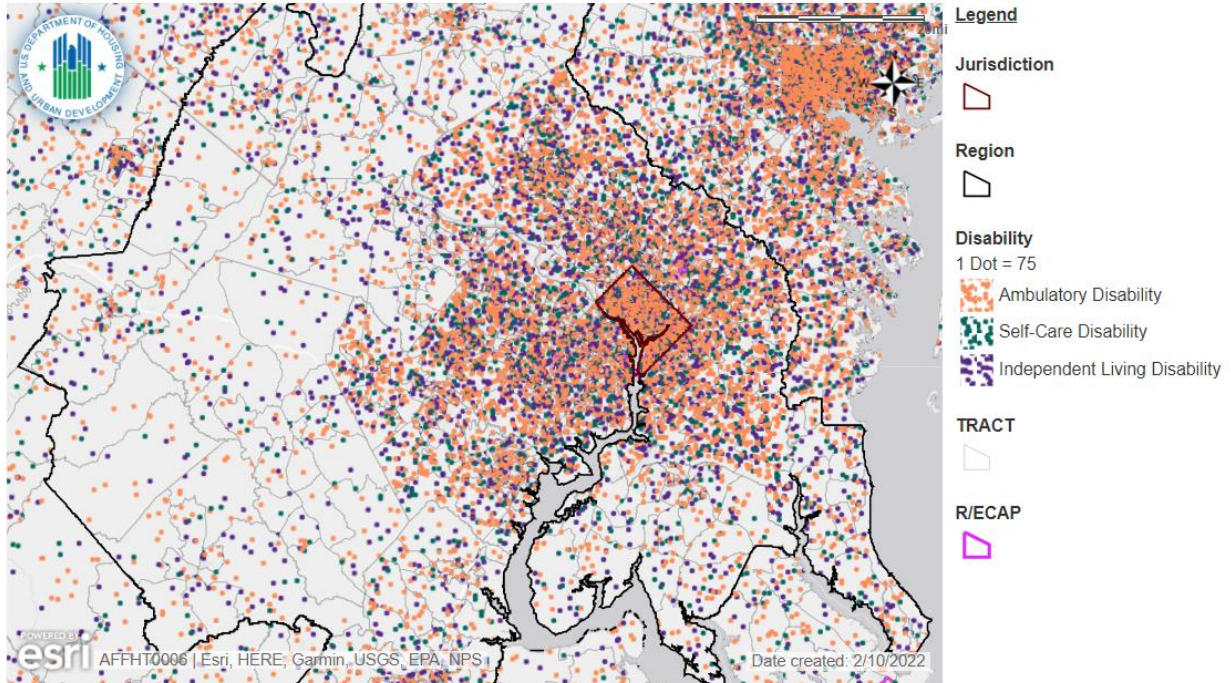 U.S. DEPARTMENT OF HOUSING
AND URBAN DEVELOPMENT
20mi
Legend
Jurisdiction
Region
Disability
1 Dot = 75
Ambulatory Disability
Self-Care Disability
Independent Living Disability
TRACT
R/ECAP
POWERED BY
esri
AFFHT0006 | Esri, HERE, Garmin, USGS, EPA, NPS
Date created: 2/10/2022